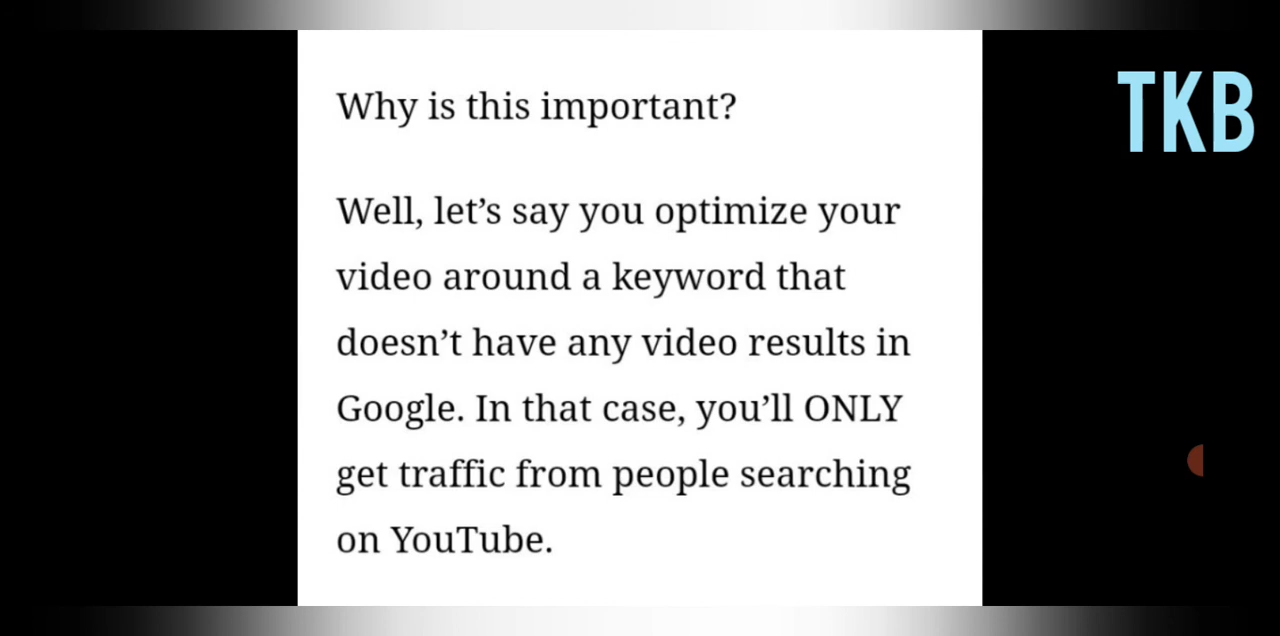 TKB
Why is this important?
Well, let’s say you optimize your
video around a keyword that
doesn’t have any video results in
Google. In that case, you’ll ONLY
get traffic from people searching
on YouTube.